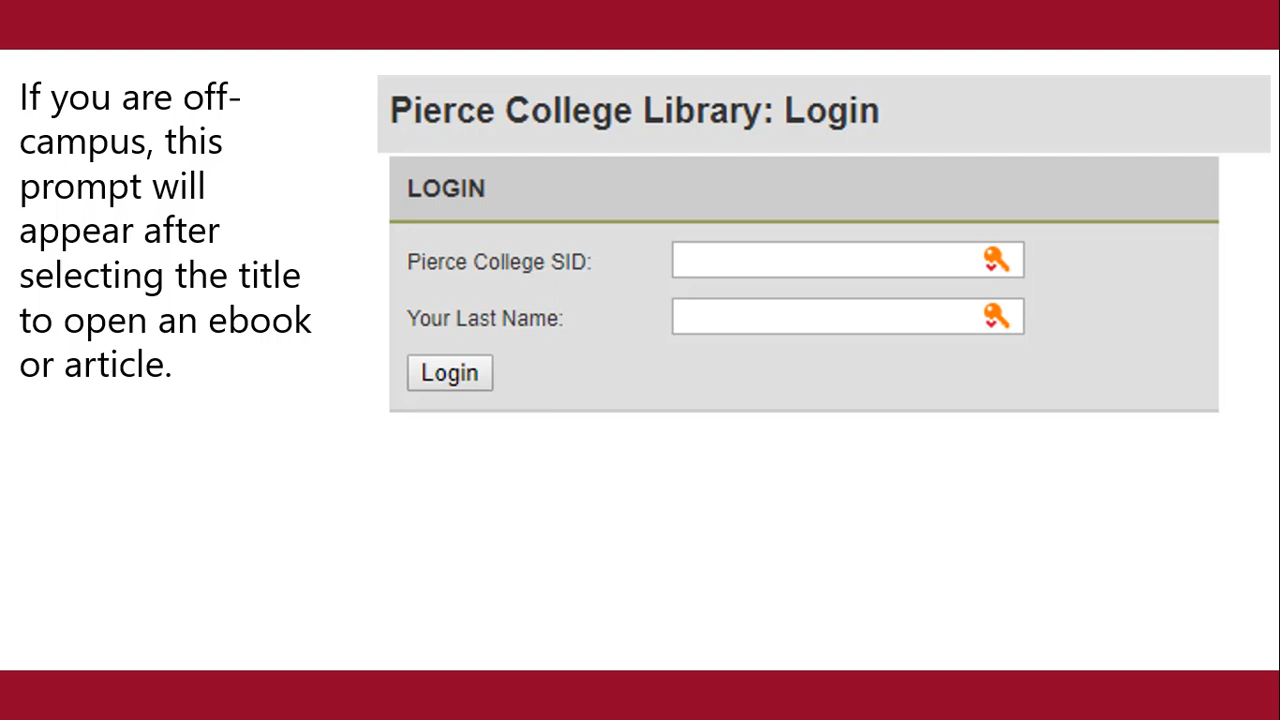 If you are off-
campus, this
prompt will
appear after
selecting the title
to open an ebook
or article.
Pierce College Library: Login
LOGIN
Pierce College SID:
Your Last Name:
Login